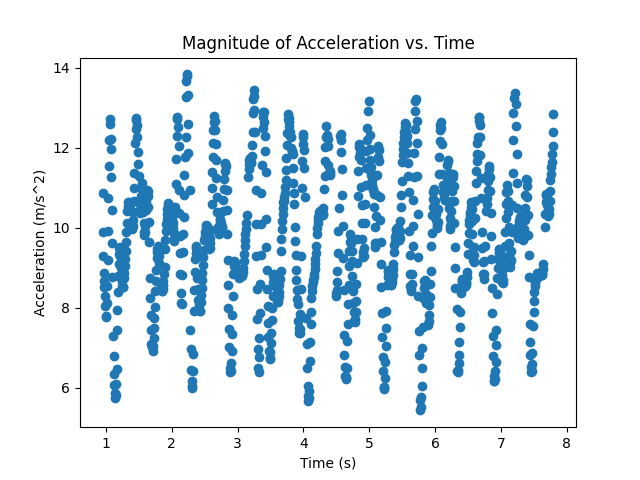 Magnitude of Acceleration vs. Time
14
12
10
8
6
Acceleration (m/s^2)
1 2 3 4 5 6 7 8
Time (s)